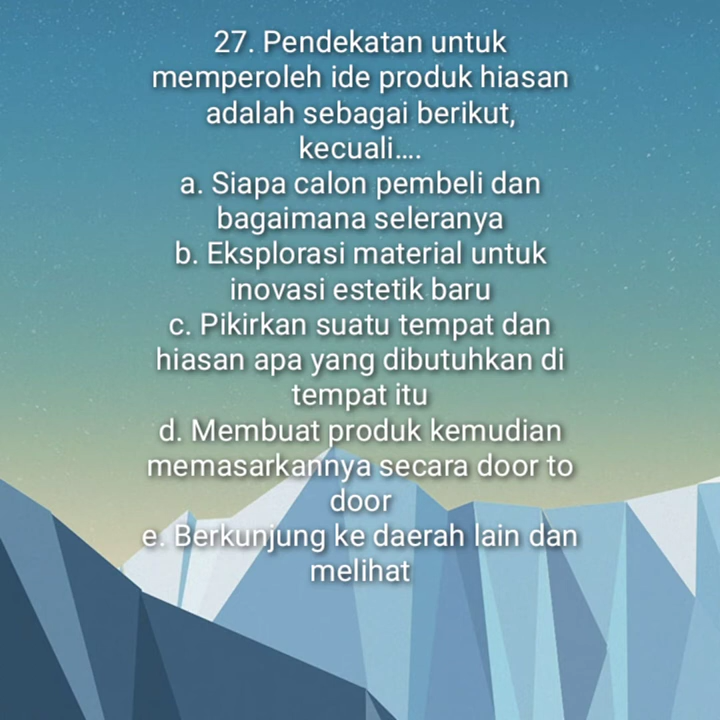 27. Pendekatan untuk
memperoleh ide produk hiasan
adalah sebagai berikut,
kecuali....
a. Siapa calon pembeli dan
bagaimana seleranya
b. Eksplorasi material untuk
inovasi estetik baru
c. Pikirkan suatu tempat dan
hiasan apa yang dibutuhkan di
tempat itu
d. Membuat produk kemudian
memasarkannya secara door to
door
e. Berkunjung ke daerah lain dan
melihat